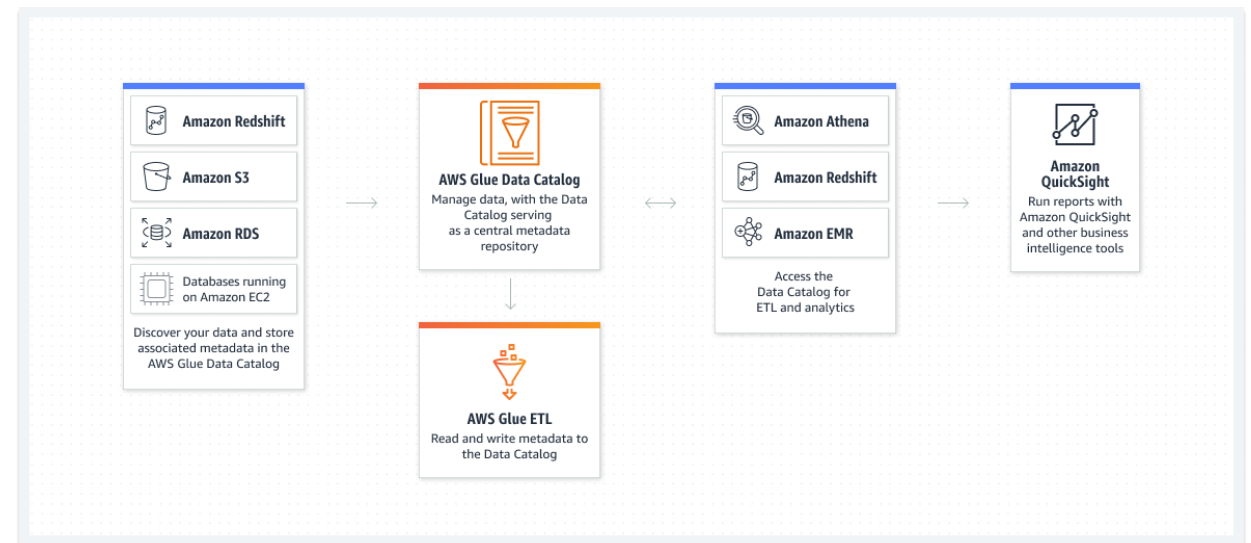 Amazon Redshift
Amazon S3
Amazon RDS
Databases running
on Amazon EC2
Discover your data and store
associated metadata in the
AWS Glue Data Catalog
AWS Glue Data Catalog
Manage data, with the Data
Catalog serving
as a central metadata
repository
AWS Glue ETL
Read and write metadata to
the Data Catalog
Amazon Athena
Amazon Redshift
Amazon EMR
Access the
Data Catalog for
ETL and analytics
Amazon
QuickSight
Run reports with
Amazon QuickSight
and other business
intelligence tools